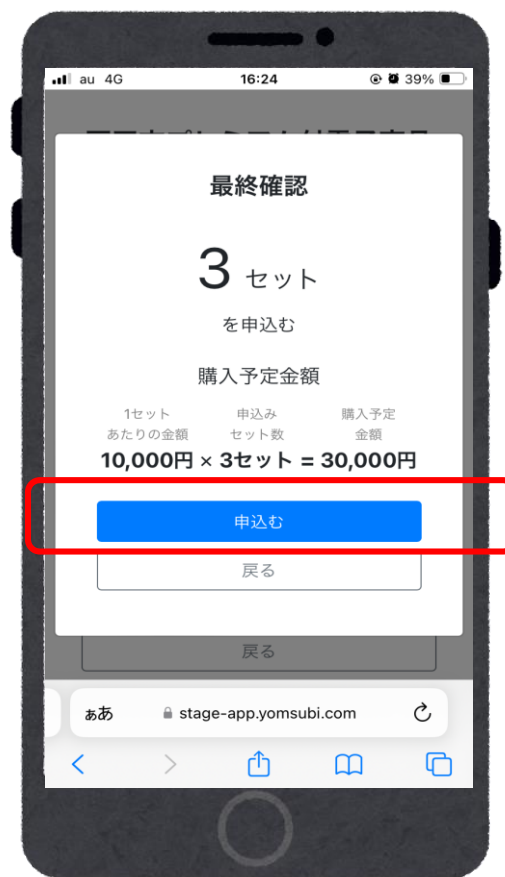 au 4G 16:24 39%
最終確認
3 セット
を申込む
購入予定金額
1セット 申込み 購入予定
あたりの金額 セット数 金額
10,000円 × 3セット = 30,000円
申込む
戻る
戻る
ぁあ stage-app.yomsubi.com